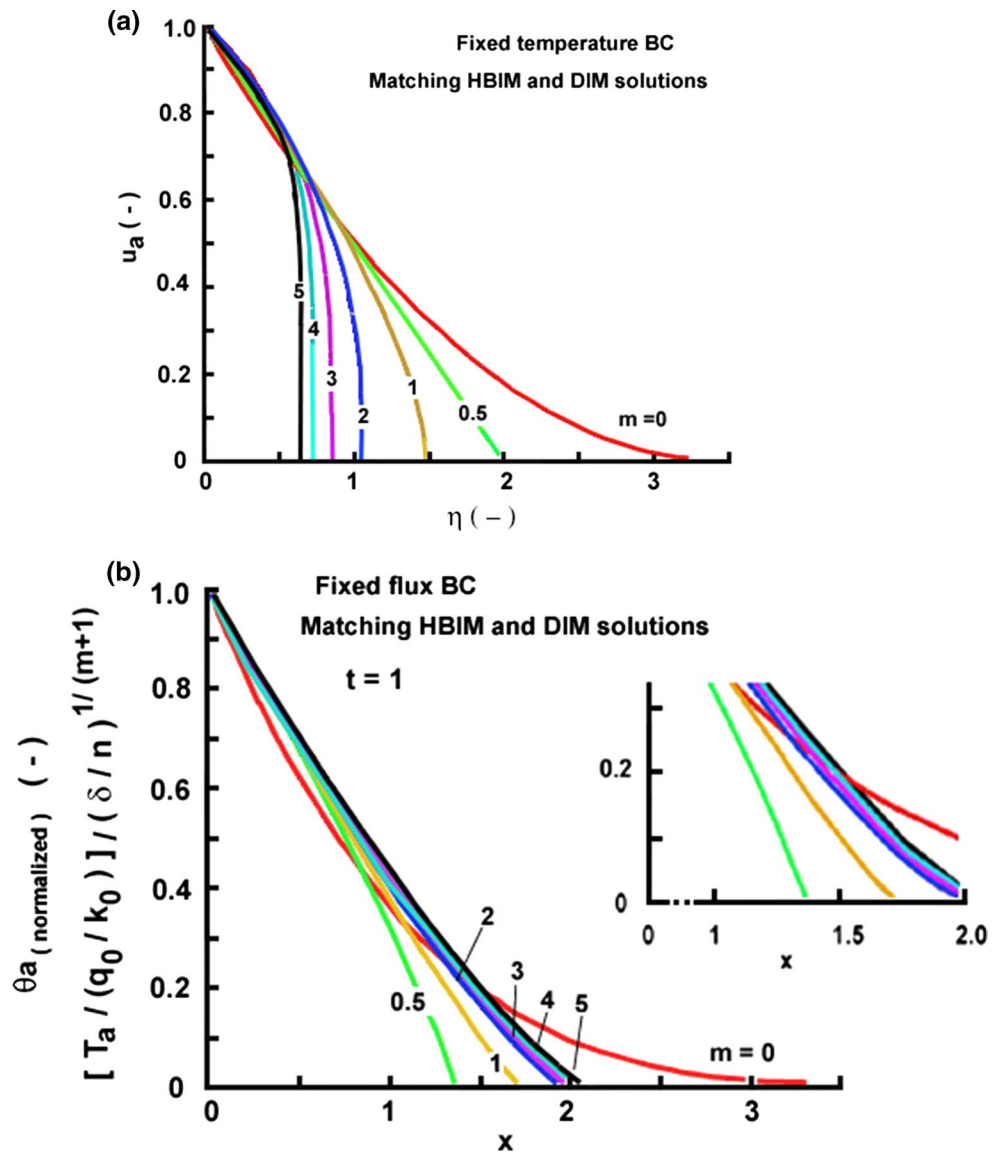 (a)
Fixed temperature BC
Matching HBIM and DIM solutions
1.0
0.8
0.6
0.4
0.2
0
u_a ( - )
5
4
3
2
1
0.5
m =0
0
1
2
3
η ( – )
(b)
Fixed flux BC
Matching HBIM and DIM solutions
t = 1
1.0
0.8
0.6
0.4
0.2
0
θa ( normalized ) ( - )
[ T_a / (q_0 / k_0 ) ] / ( δ / n )^1/ (m+1)
0.5
1
2
3
4
5
m = 0
0
1
2
3
x
0.2
0
0
1
1.5
2.0
x